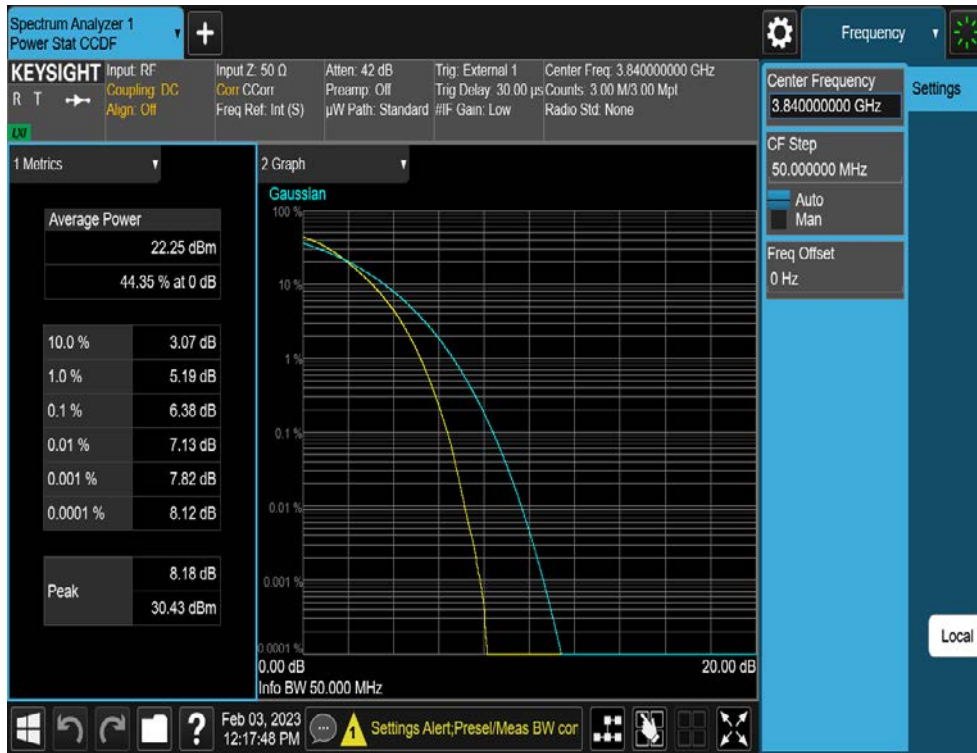 Spectrum Analyzer 1
Power Stat CCDF
+
Frequency
KEYSIGHT
R T
LXI
Input: RF
Coupling: DC
Align: Off
Input Z: 50 Ω
Corr CCorr
Freq Ref: Int (S)
Atten: 42 dB
Preamp: Off
µW Path: Standard
Trig: External 1
Trig Delay: 30.00 µs
#IF Gain: Low
Center Freq: 3.840000000 GHz
Counts: 3.00 M/3.00 Mpt
Radio Std: None
Center Frequency
3.840000000 GHz
Settings
CF Step
50.000000 MHz
Auto
Man
Freq Offset
0 Hz
Local
1 Metrics
Average Power
22.25 dBm
44.35 % at 0 dB
10.0 % 3.07 dB
1.0 % 5.19 dB
0.1 % 6.38 dB
0.01 % 7.13 dB
0.001 % 7.82 dB
0.0001 % 8.12 dB
Peak
8.18 dB
30.43 dBm
2 Graph
Gaussian
100 %
10 %
1 %
0.1 %
0.01 %
0.001 %
0.0001 %
0.00 dB 20.00 dB
Info BW 50.000 MHz
?
Feb 03, 2023
12:17:48 PM
1
Settings Alert;Presel/Meas BW cor